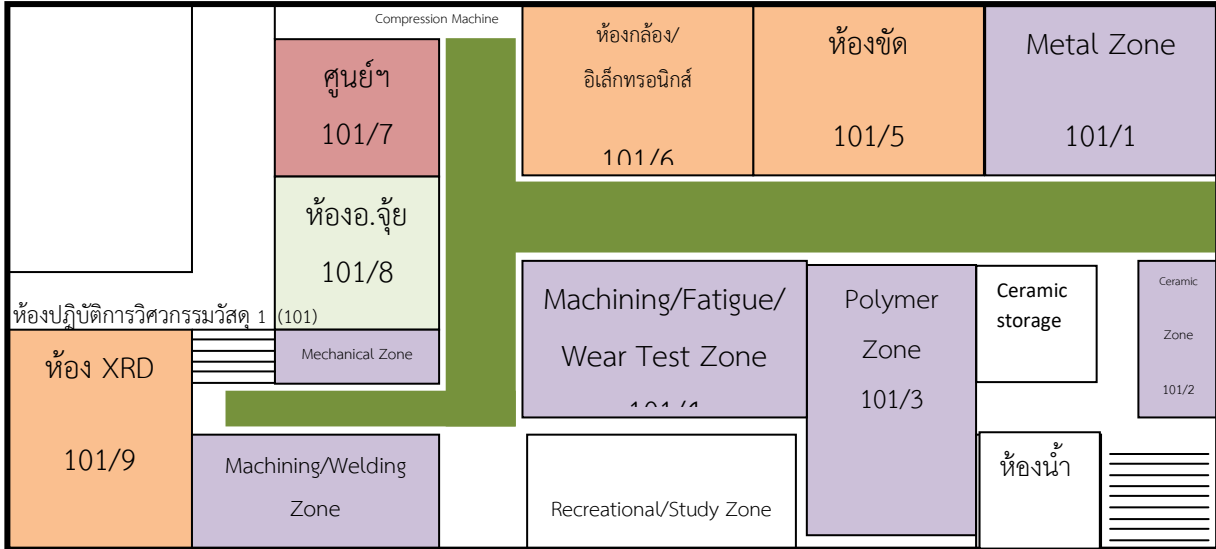 Compression Machine
ห้องกล้อง/
อิเล็กทรอนิกส์
101/6
ห้องขัด
101/5
Metal Zone
101/1
ศูนย์ฯ
101/7
ห้องอ.จุ้ย
101/8
ห้องปฏิบัติการวิศวกรรมวัสดุ 1 (101)
Mechanical Zone
Machining/Fatigue/
Wear Test Zone
Polymer
Zone
101/3
Ceramic
storage
Ceramic
Zone
101/2
ห้อง XRD
101/9
Machining/Welding
Zone
Recreational/Study Zone
ห้องน้ำ